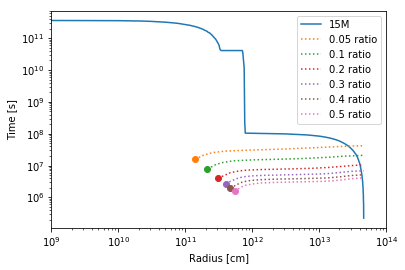 15M
0.05 ratio
0.1 ratio
0.2 ratio
0.3 ratio
0.4 ratio
0.5 ratio
Time [s]
10¹¹
10¹⁰
10⁹
10⁸
10⁷
10⁶
10⁹
10¹⁰
10¹¹
10¹²
10¹³
10¹⁴
Radius [cm]